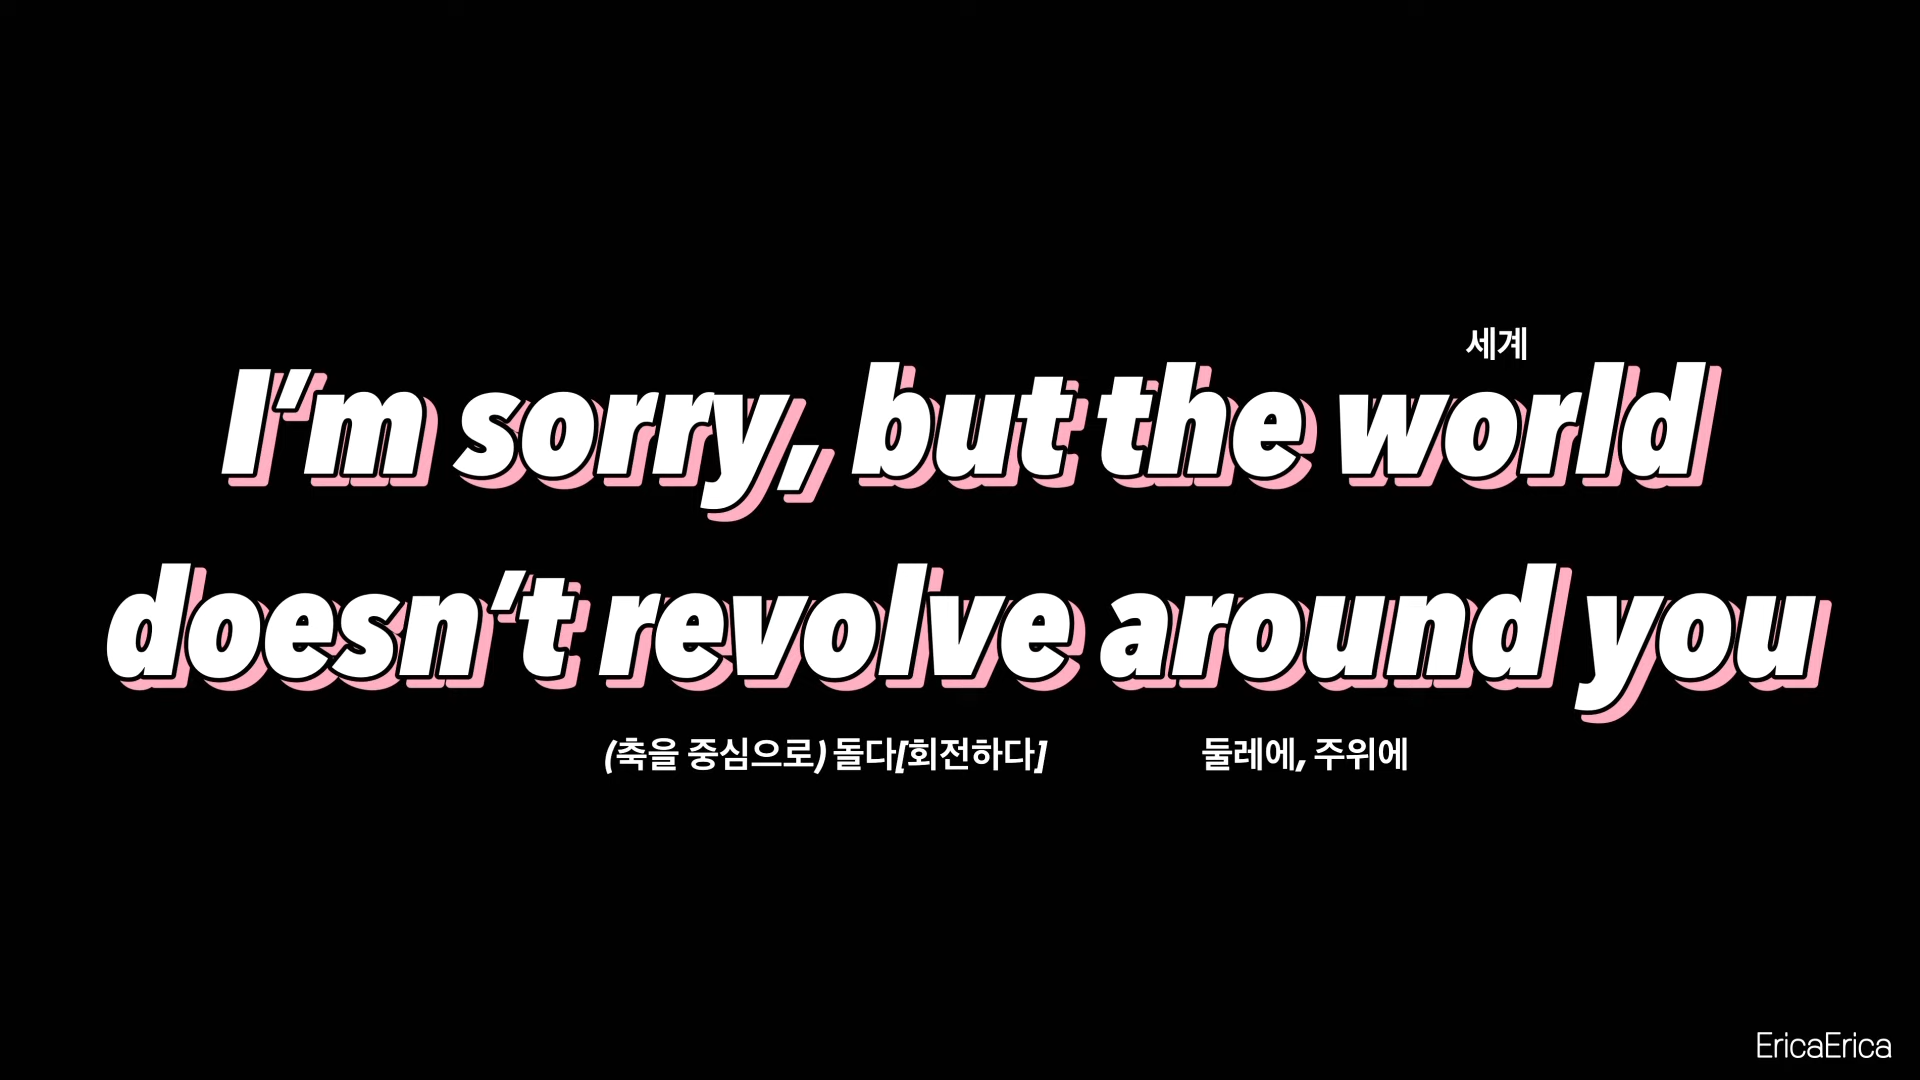 세계
I’m sorry, but the world
doesn’t revolve around you
(축을 중심으로) 돌다[회전하다] 둘레에, 주위에
EricaErica